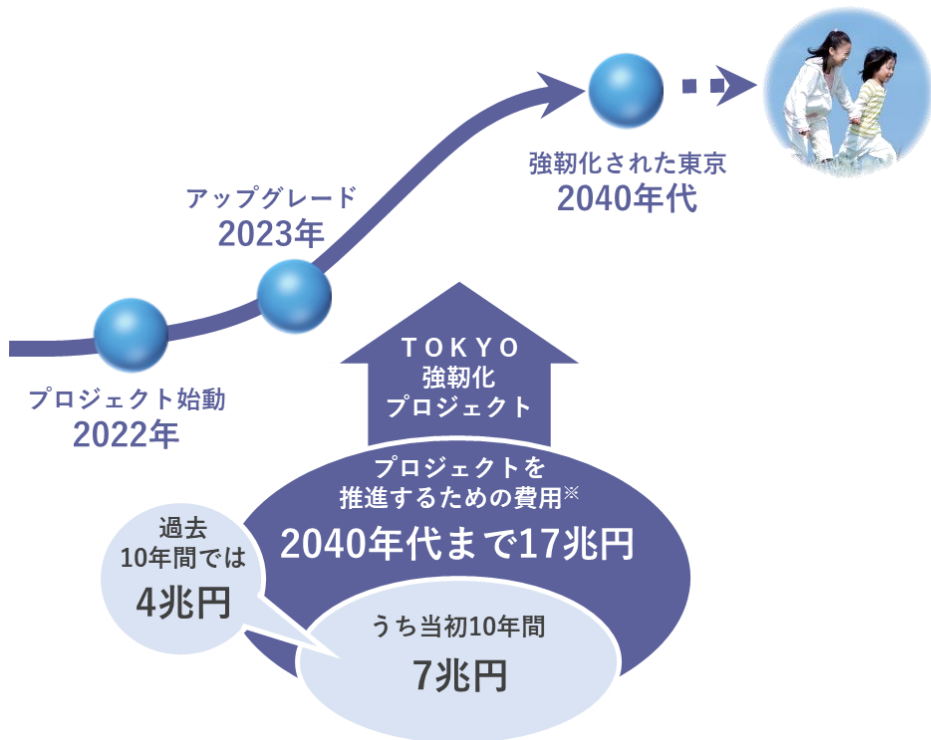 アップグレード
2023年
強靭化された東京
2040年代
プロジェクト始動
2022年
ＴＯＫＹＯ
強靭化
プロジェクト
プロジェクトを
推進するための費用※
2040年代まで17兆円
過去
10年間では
4兆円
うち当初10年間
7兆円